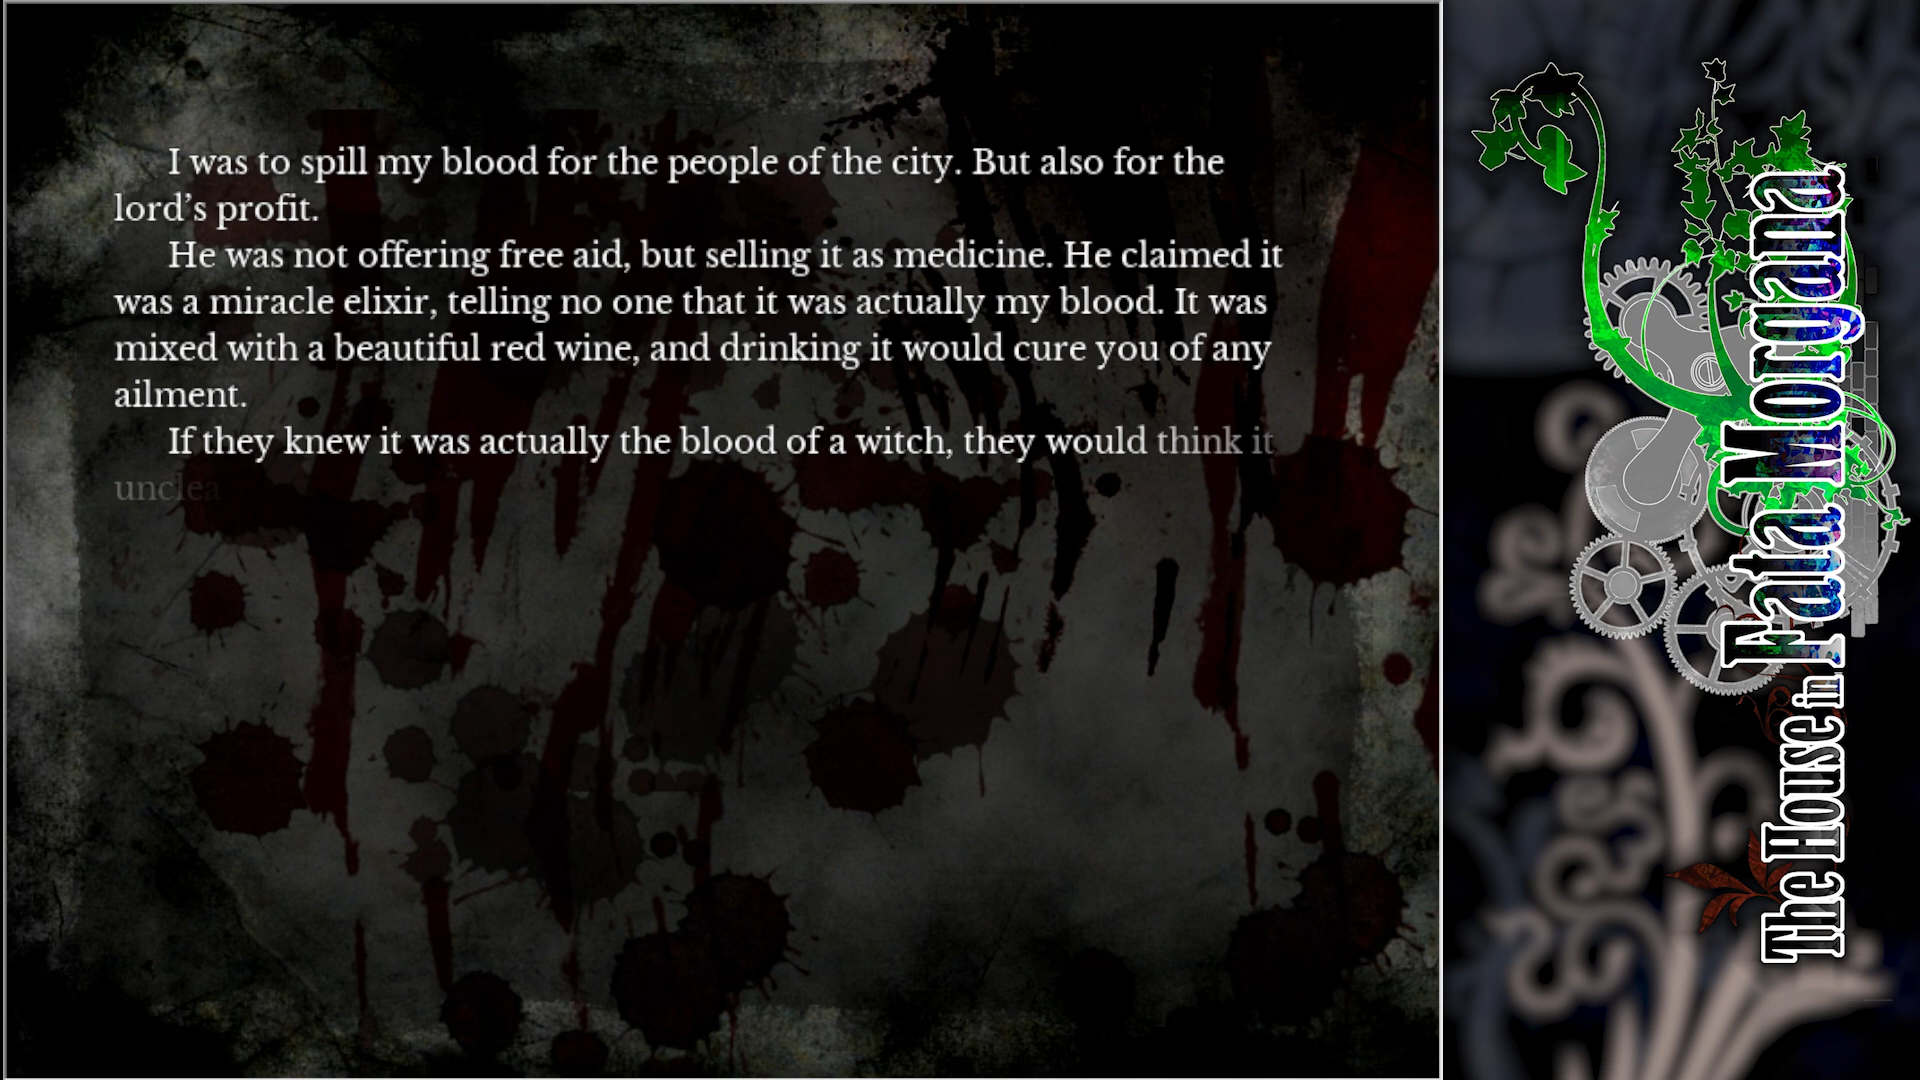 I was to spill my blood for the people of the city. But also for the
lord’s profit.
He was not offering free aid, but selling it as medicine. He claimed it
was a miracle elixir, telling no one that it was actually my blood. It was
mixed with a beautiful red wine, and drinking it would cure you of any
ailment.
If they knew it was actually the blood of a witch, they would think it
unclea
The House in Fata Morgana